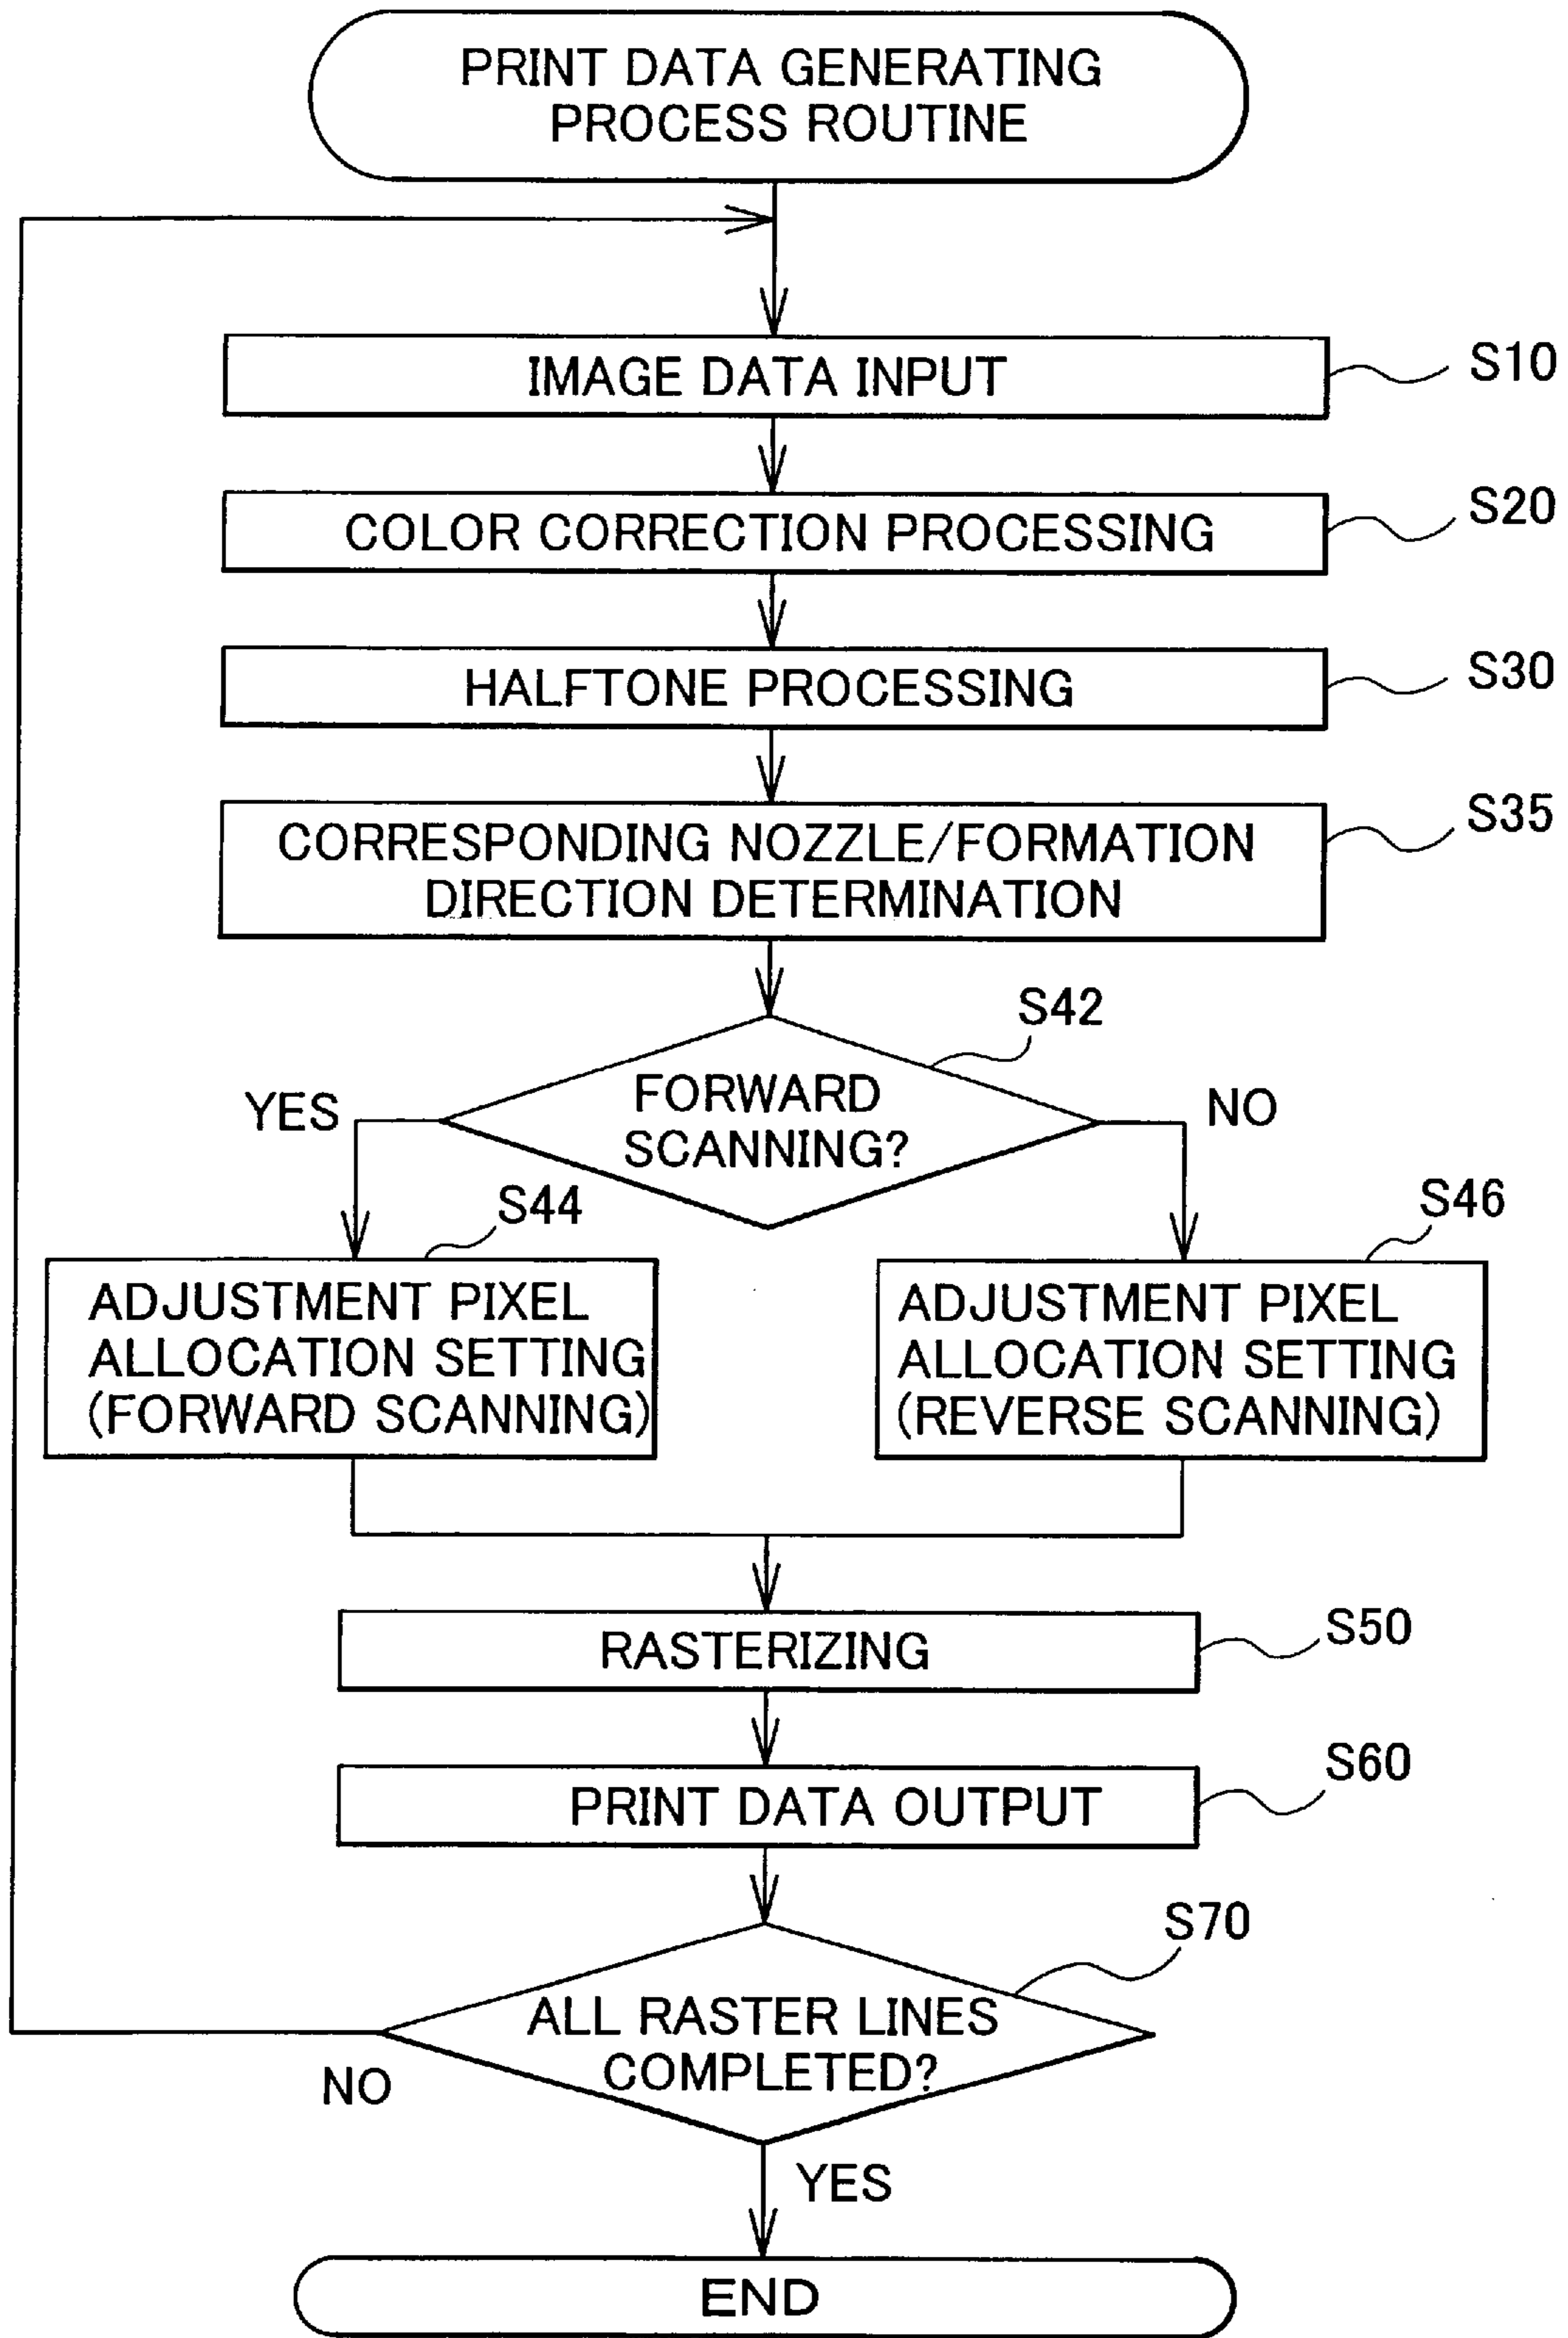 PRINT DATA GENERATING
PROCESS ROUTINE
IMAGE DATA INPUT
S10
COLOR CORRECTION PROCESSING
S20
HALFTONE PROCESSING
S30
CORRESPONDING NOZZLE/FORMATION
DIRECTION DETERMINATION
S35
S42
FORWARD
SCANNING?
YES
NO
S44
ADJUSTMENT PIXEL
ALLOCATION SETTING
(FORWARD SCANNING)
S46
ADJUSTMENT PIXEL
ALLOCATION SETTING
(REVERSE SCANNING)
RASTERIZING
S50
PRINT DATA OUTPUT
S60
S70
ALL RASTER LINES
COMPLETED?
NO
YES
END